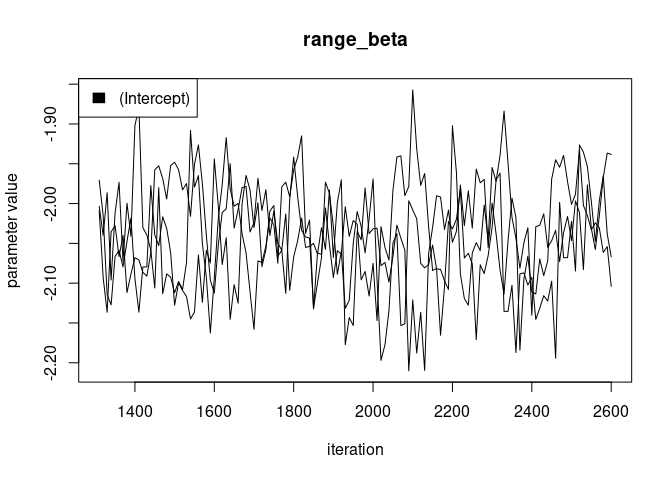 range_beta
(Intercept)
parameter value
-1.90
-2.00
-2.10
-2.20
1400 1600 1800 2000 2200 2400 2600
iteration